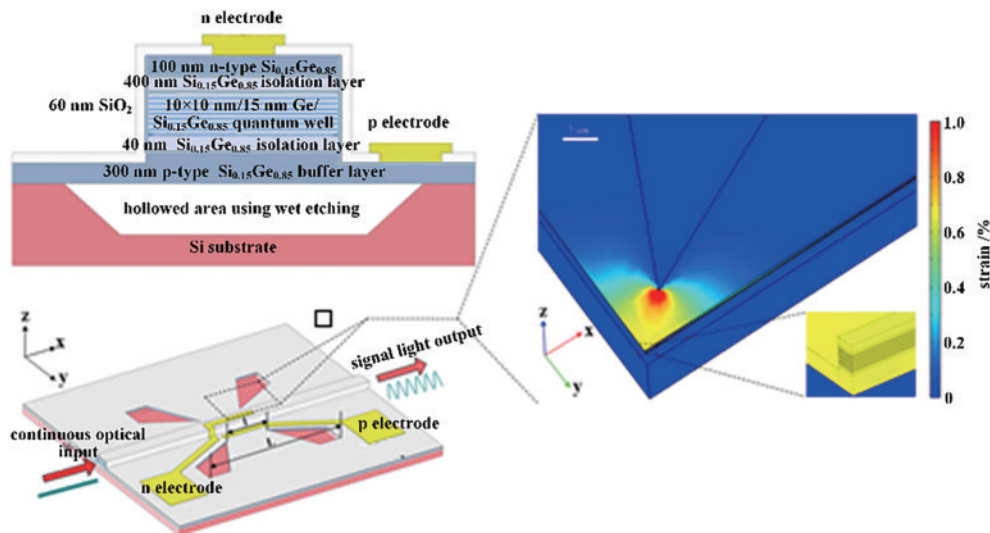 n electrode
100 nm n-type Si₀.₁₅Ge₀.₈₅
400 nm Si₀.₁₅Ge₀.₈₅ isolation layer
60 nm SiO₂
10×10 nm/15 nm Ge/
Si₀.₁₅Ge₀.₈₅ quantum well
p electrode
40 nm Si₀.₁₅Ge₀.₈₅ isolation layer
300 nm p-type Si₀.₁₅Ge₀.₈₅ buffer layer
hollowed area using wet etching
Si substrate
z
x
y
signal light output
continuous optical
input
p electrode
n electrode
L
z
x
y
1.0
0.8
0.6
0.4
0.2
0
strain /%